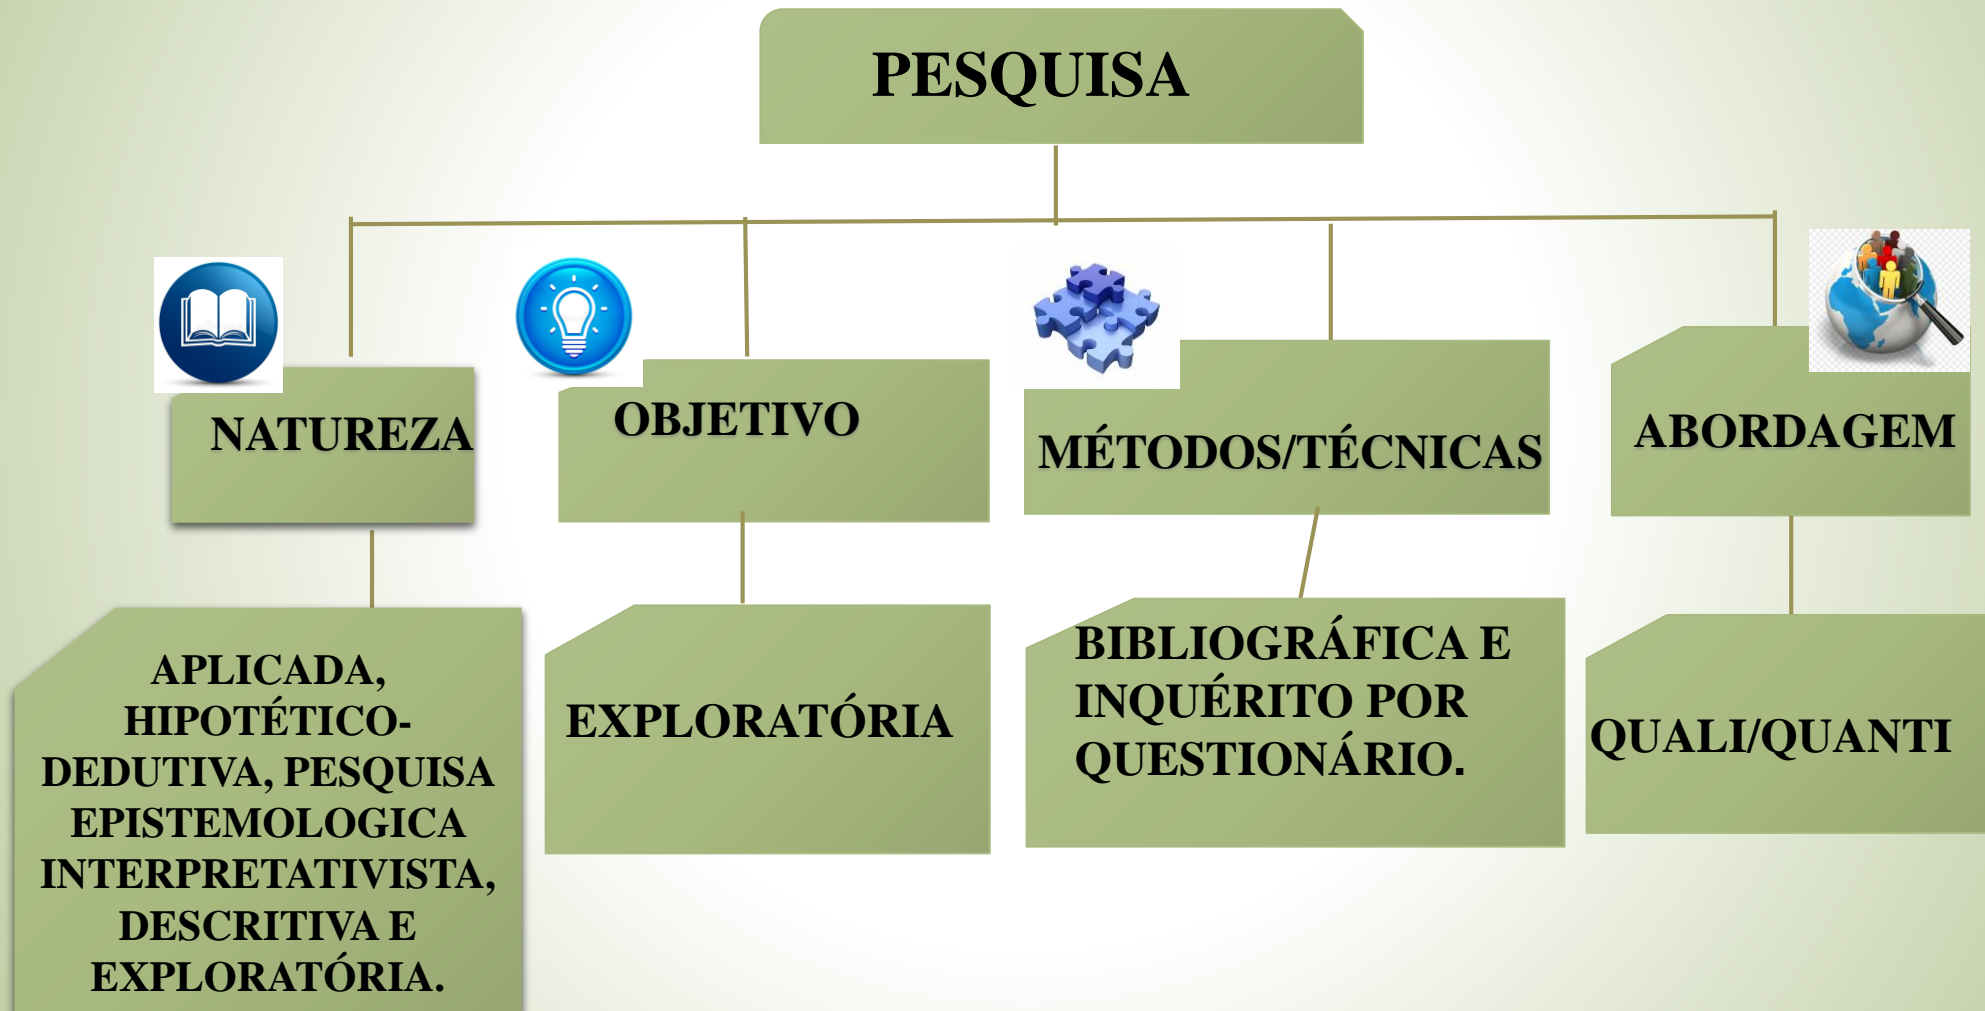 PESQUISA
NATUREZA
OBJETIVO
MÉTODOS/TÉCNICAS
ABORDAGEM
APLICADA,
HIPOTÉTICO-
DEDUTIVA, PESQUISA
EPISTEMOLOGICA
INTERPRETATIVISTA,
DESCRITIVA E
EXPLORATÓRIA.
EXPLORATÓRIA
BIBLIOGRÁFICA E
INQUÉRITO POR
QUESTIONÁRIO.
QUALI/QUANTI